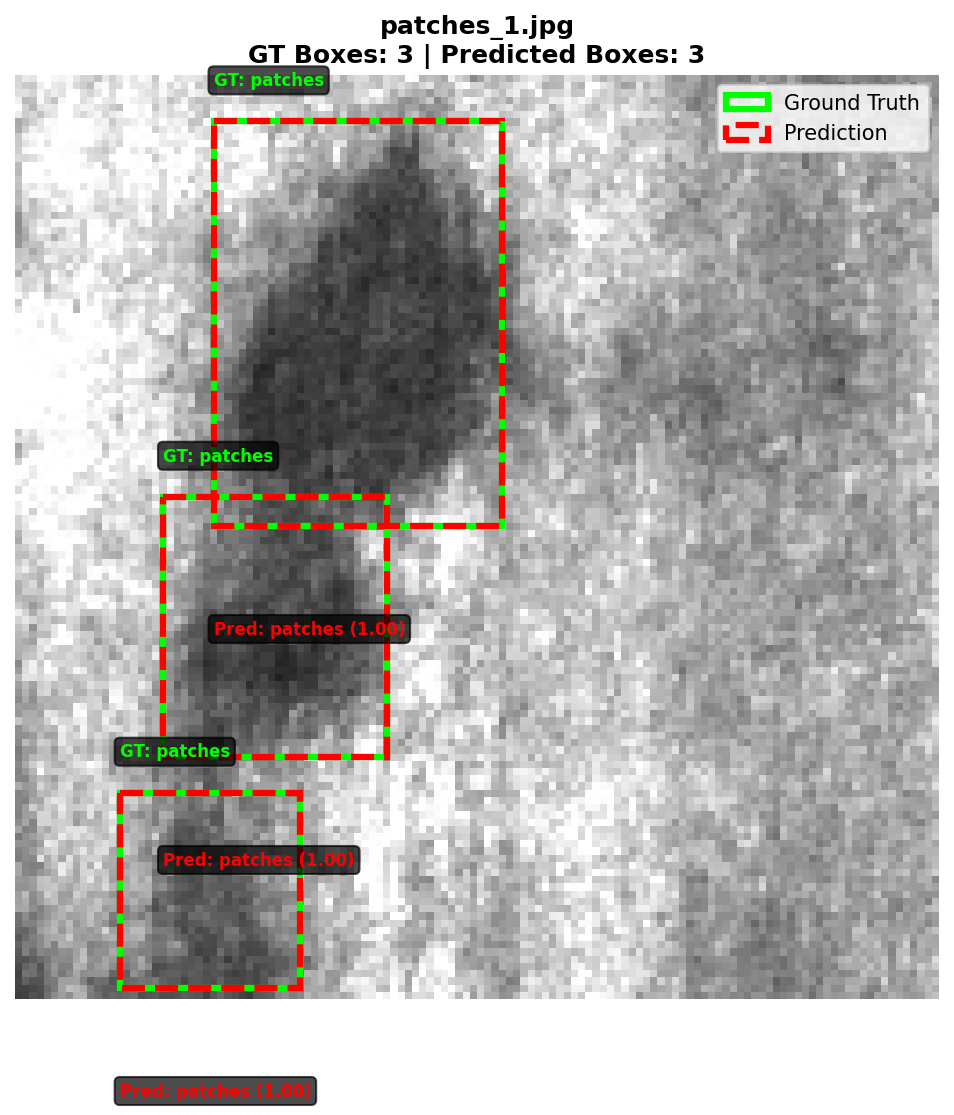 patches_1.jpg
GT Boxes: 3 | Predicted Boxes: 3
GT: patches
Ground Truth
Prediction
GT: patches
Pred: patches (1.00)
GT: patches
Pred: patches (1.00)
Pred: patches (1.00)